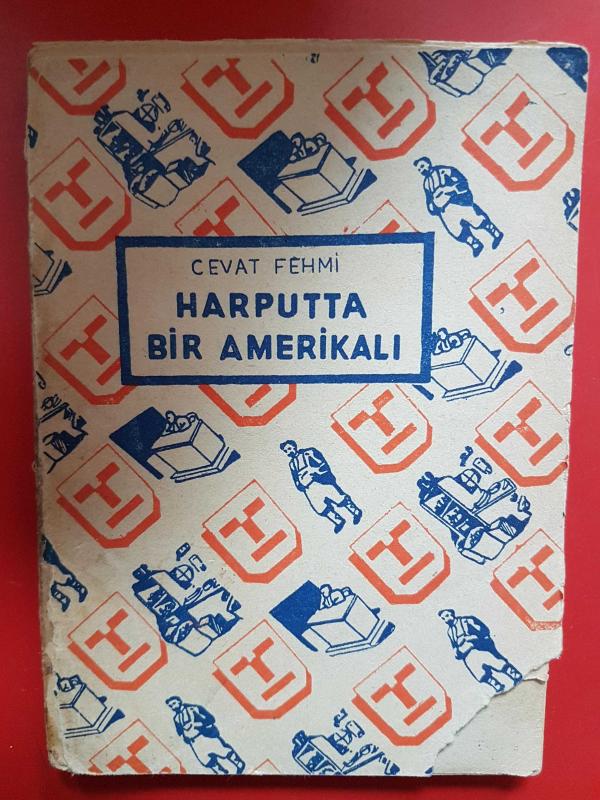 CEVAT FEHMİ
HARPUTTA
BİR AMERİKALI